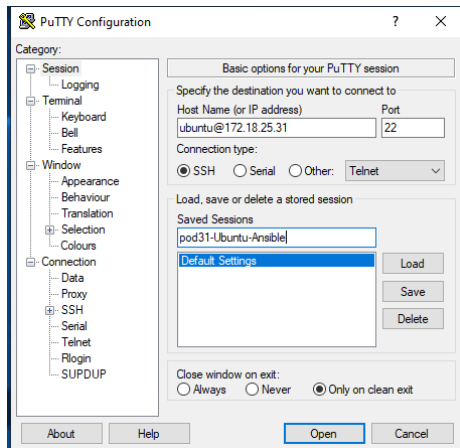 PuTTY Configuration
?
Category:
Session
Logging
Terminal
Keyboard
Bell
Features
Window
Appearance
Behaviour
Translation
Selection
Colours
Connection
Data
Proxy
SSH
Serial
Telnet
Rlogin
SUPDUP
Basic options for your PuTTY session
Specify the destination you want to connect to
Host Name (or IP address) Port
ubuntu@172.18.25.31 22
Connection type:
SSH Serial Other: Telnet
Load, save or delete a stored session
Saved Sessions
pod31-Ubuntu-Ansible
Default Settings
Load
Save
Delete
Close window on exit:
Always Never Only on clean exit
About Help Open Cancel